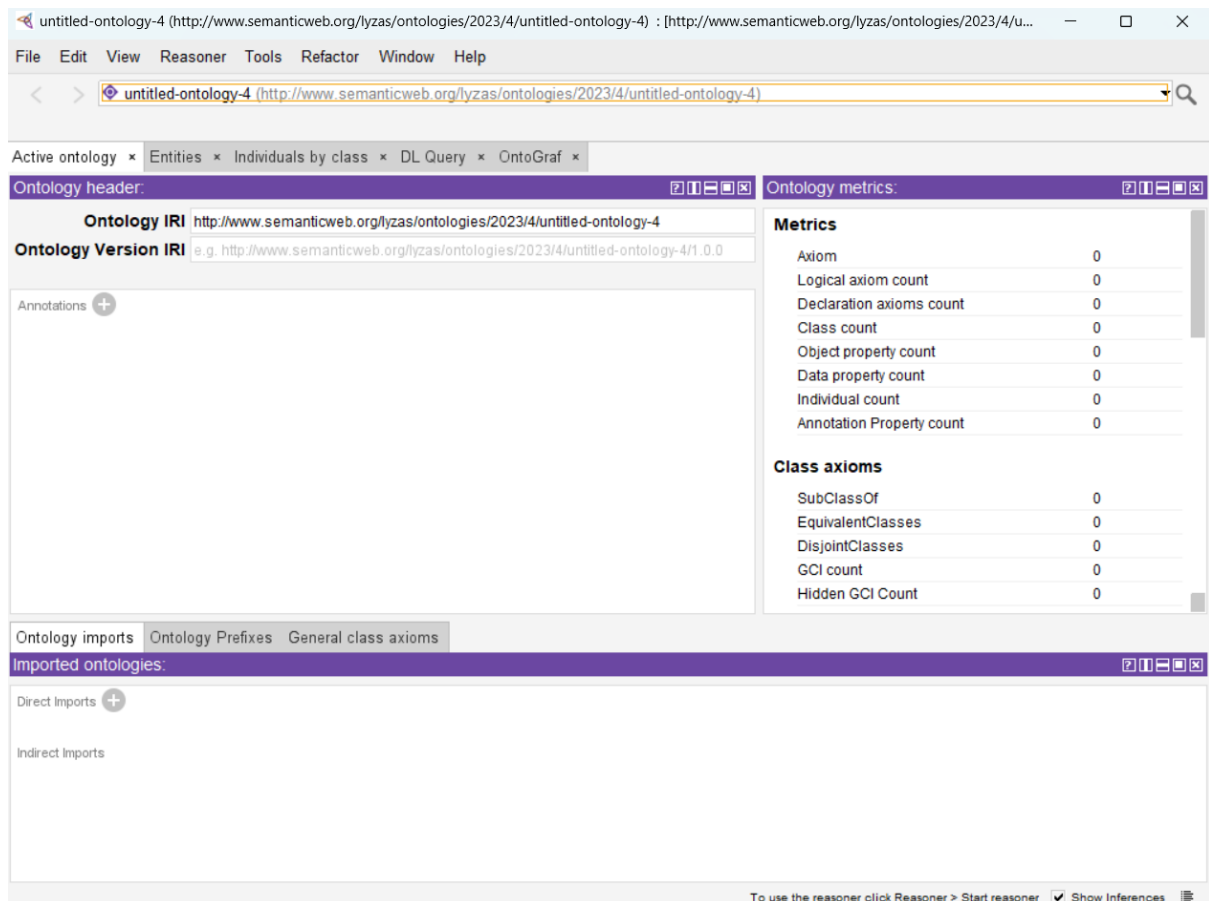 untitled-ontology-4 (http://www.semanticweb.org/lyzas/ontologies/2023/4/untitled-ontology-4) : [http://www.semanticweb.org/lyzas/ontologies/2023/4/u...
File Edit View Reasoner Tools Refactor Window Help
untitled-ontology-4 (http://www.semanticweb.org/lyzas/ontologies/2023/4/untitled-ontology-4)
Active ontology × Entities × Individuals by class × DL Query × OntoGraf ×
Ontology header:
Ontology IRI http://www.semanticweb.org/lyzas/ontologies/2023/4/untitled-ontology-4
Ontology Version IRI e.g. http://www.semanticweb.org/lyzas/ontologies/2023/4/untitled-ontology-4/1.0.0
Annotations
Ontology metrics:
Metrics
Axiom 0
Logical axiom count 0
Declaration axioms count 0
Class count 0
Object property count 0
Data property count 0
Individual count 0
Annotation Property count 0
Class axioms
SubClassOf 0
EquivalentClasses 0
DisjointClasses 0
GCI count 0
Hidden GCI Count 0
Ontology imports Ontology Prefixes General class axioms
Imported ontologies:
Direct Imports
Indirect Imports
To use the reasoner click Reasoner > Start reasoner Show Inferences